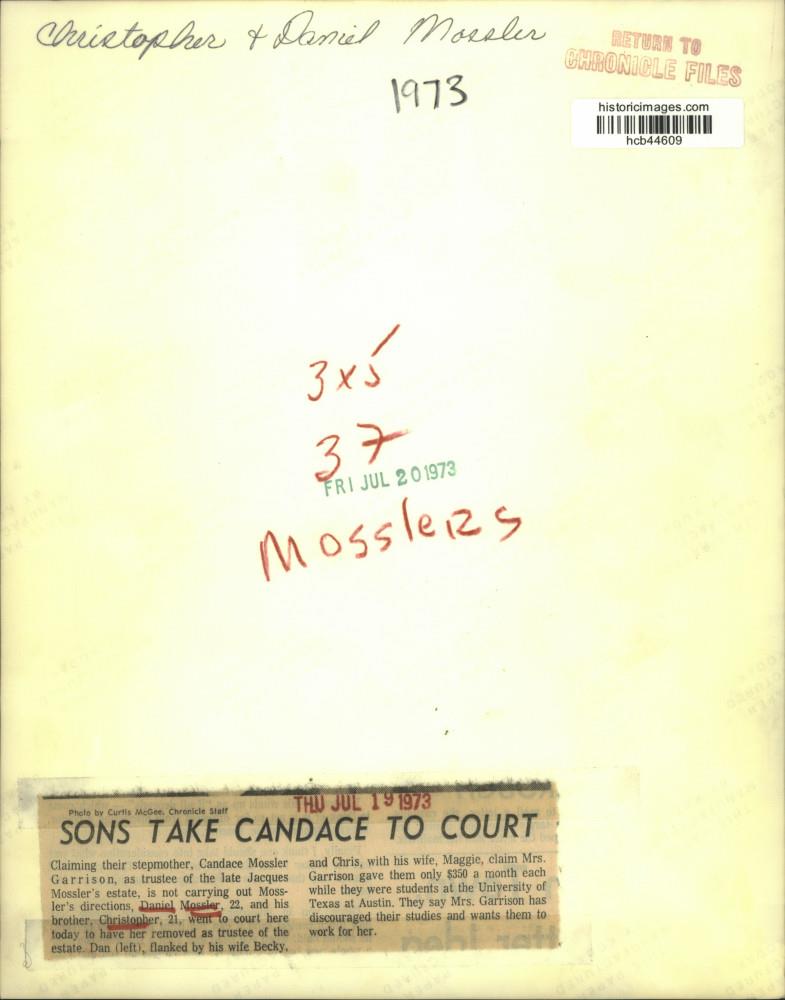 Christopher & Daniel Mossler
RETURN TO
CHRONICLE FILES
1973
historicimages.com
hcb44609
3x5
37
FRI JUL 20 1973
MosslERS
THU JUL 19 1973
Photo by Curtis McGee, Chronicle Staff
SONS TAKE CANDACE TO COURT
Claiming their stepmother, Candace Mossler
Garrison, as trustee of the late Jacques
Mossler's estate, is not carrying out Moss-
ler's directions, Daniel Mossler, 22, and his
brother, Christopher, 21, went to court here
today to have her removed as trustee of the
estate. Dan (left), flanked by his wife Becky,
and Chris, with his wife, Maggie, claim Mrs.
Garrison gave them only $350 a month each
while they were students at the University of
Texas at Austin. They say Mrs. Garrison has
discouraged their studies and wants them to
work for her.